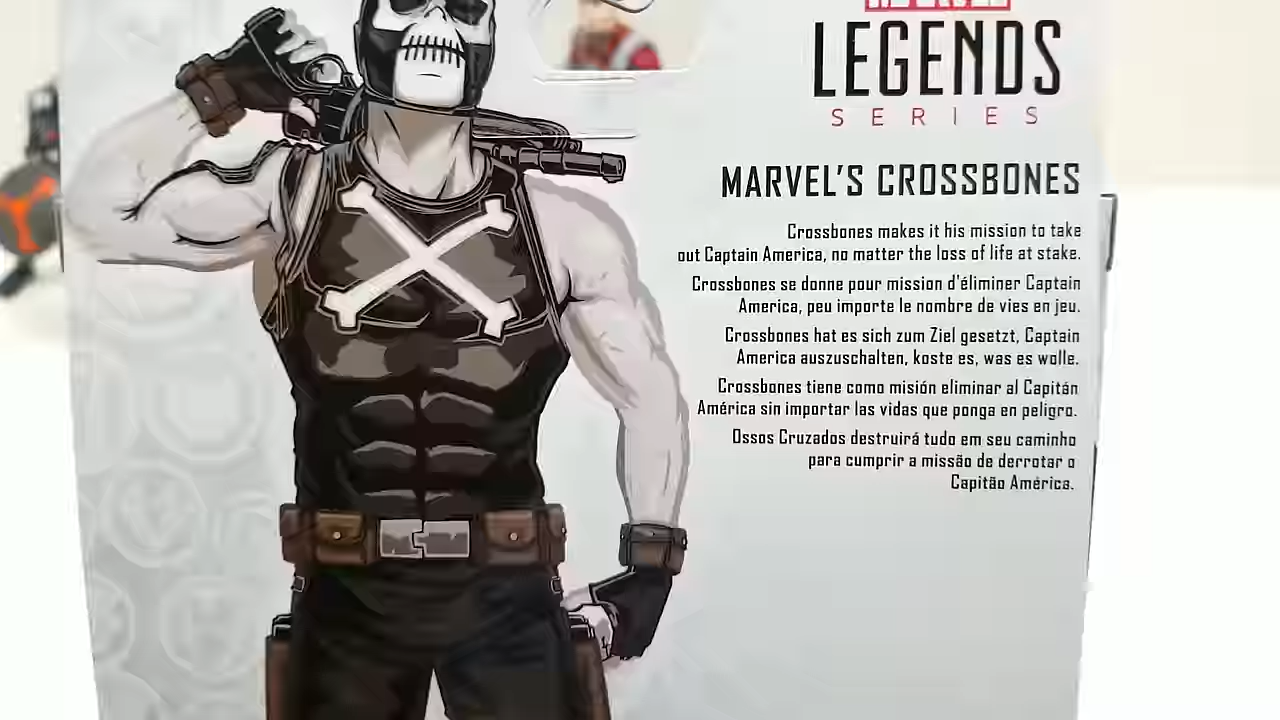 LEGENDS
SERIES
MARVEL'S CROSSBONES
Crossbones makes it his mission to take
out Captain America, no matter the loss of life at stake.
Crossbones se donne pour mission d'éliminer Captain
America, peu importe le nombre de vies en jeu.
Crossbones hat es sich zum Ziel gesetzt, Captain
America auszuschalten, koste es, was es wolle.
Crossbones tiene como misión eliminar al Capitán
América sin importar las vidas que ponga en peligro.
Ossos Cruzados destruirá tudo em seu caminho
para cumprir a missão de derrotar o
Capitão América.